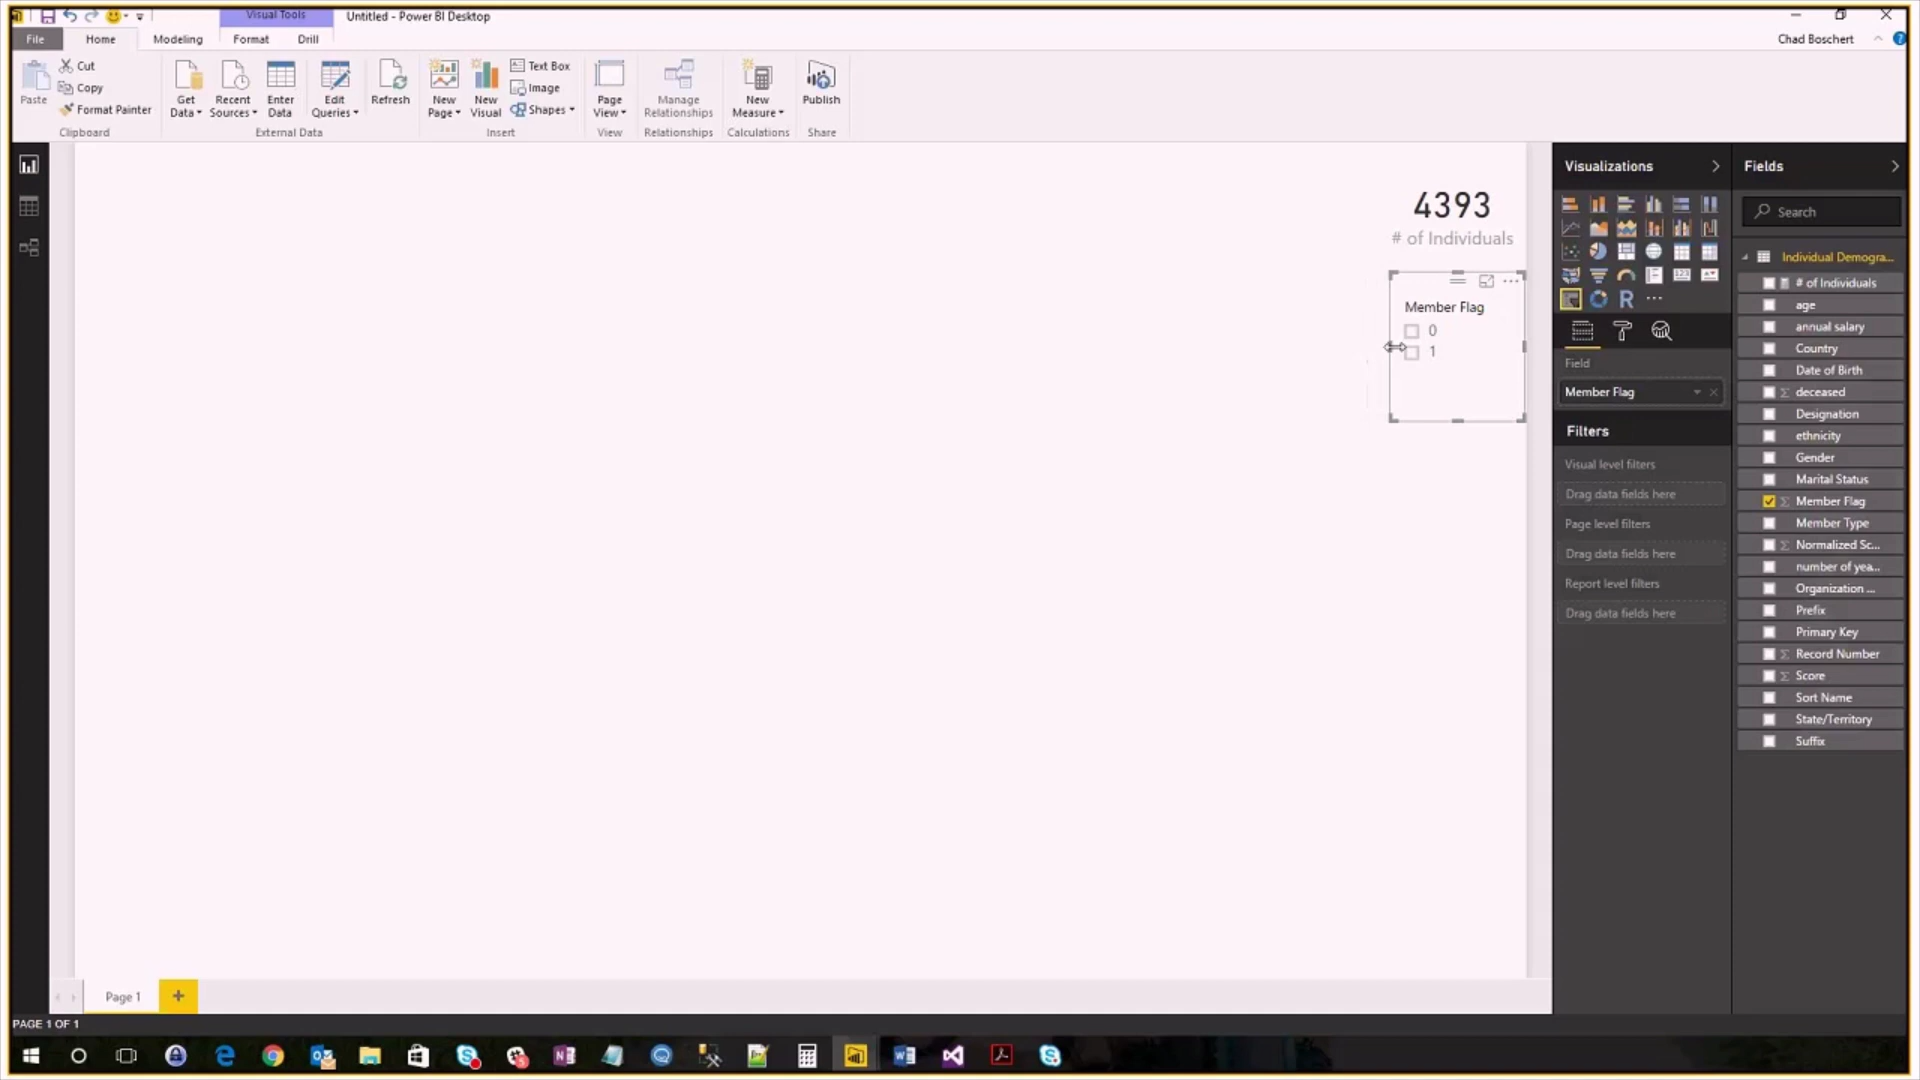 Visual Tools
Untitled - Power BI Desktop
File
Home
Modeling
Format
Drill
Chad Boschert
Paste
Cut
Copy
Format Painter
Clipboard
Get Data
Recent Sources
Enter Data
Edit Queries
Refresh
External Data
New Page
New Visual
Text Box
Image
Shapes
Insert
Page View
View
Manage Relationships
Relationships
New Measure
Calculations
Publish
Share
4393
# of Individuals
Member Flag
0
1
Visualizations
R
Field
Member Flag
Filters
Visual level filters
Drag data fields here
Page level filters
Drag data fields here
Report level filters
Drag data fields here
Fields
Search
Individual Demogra...
# of Individuals
age
annual salary
Country
Date of Birth
deceased
Designation
ethnicity
Gender
Marital Status
Member Flag
Member Type
Normalized Sc...
number of yea...
Organization ...
Prefix
Primary Key
Record Number
Score
Sort Name
State/Territory
Suffix
Page 1
PAGE 1 OF 1